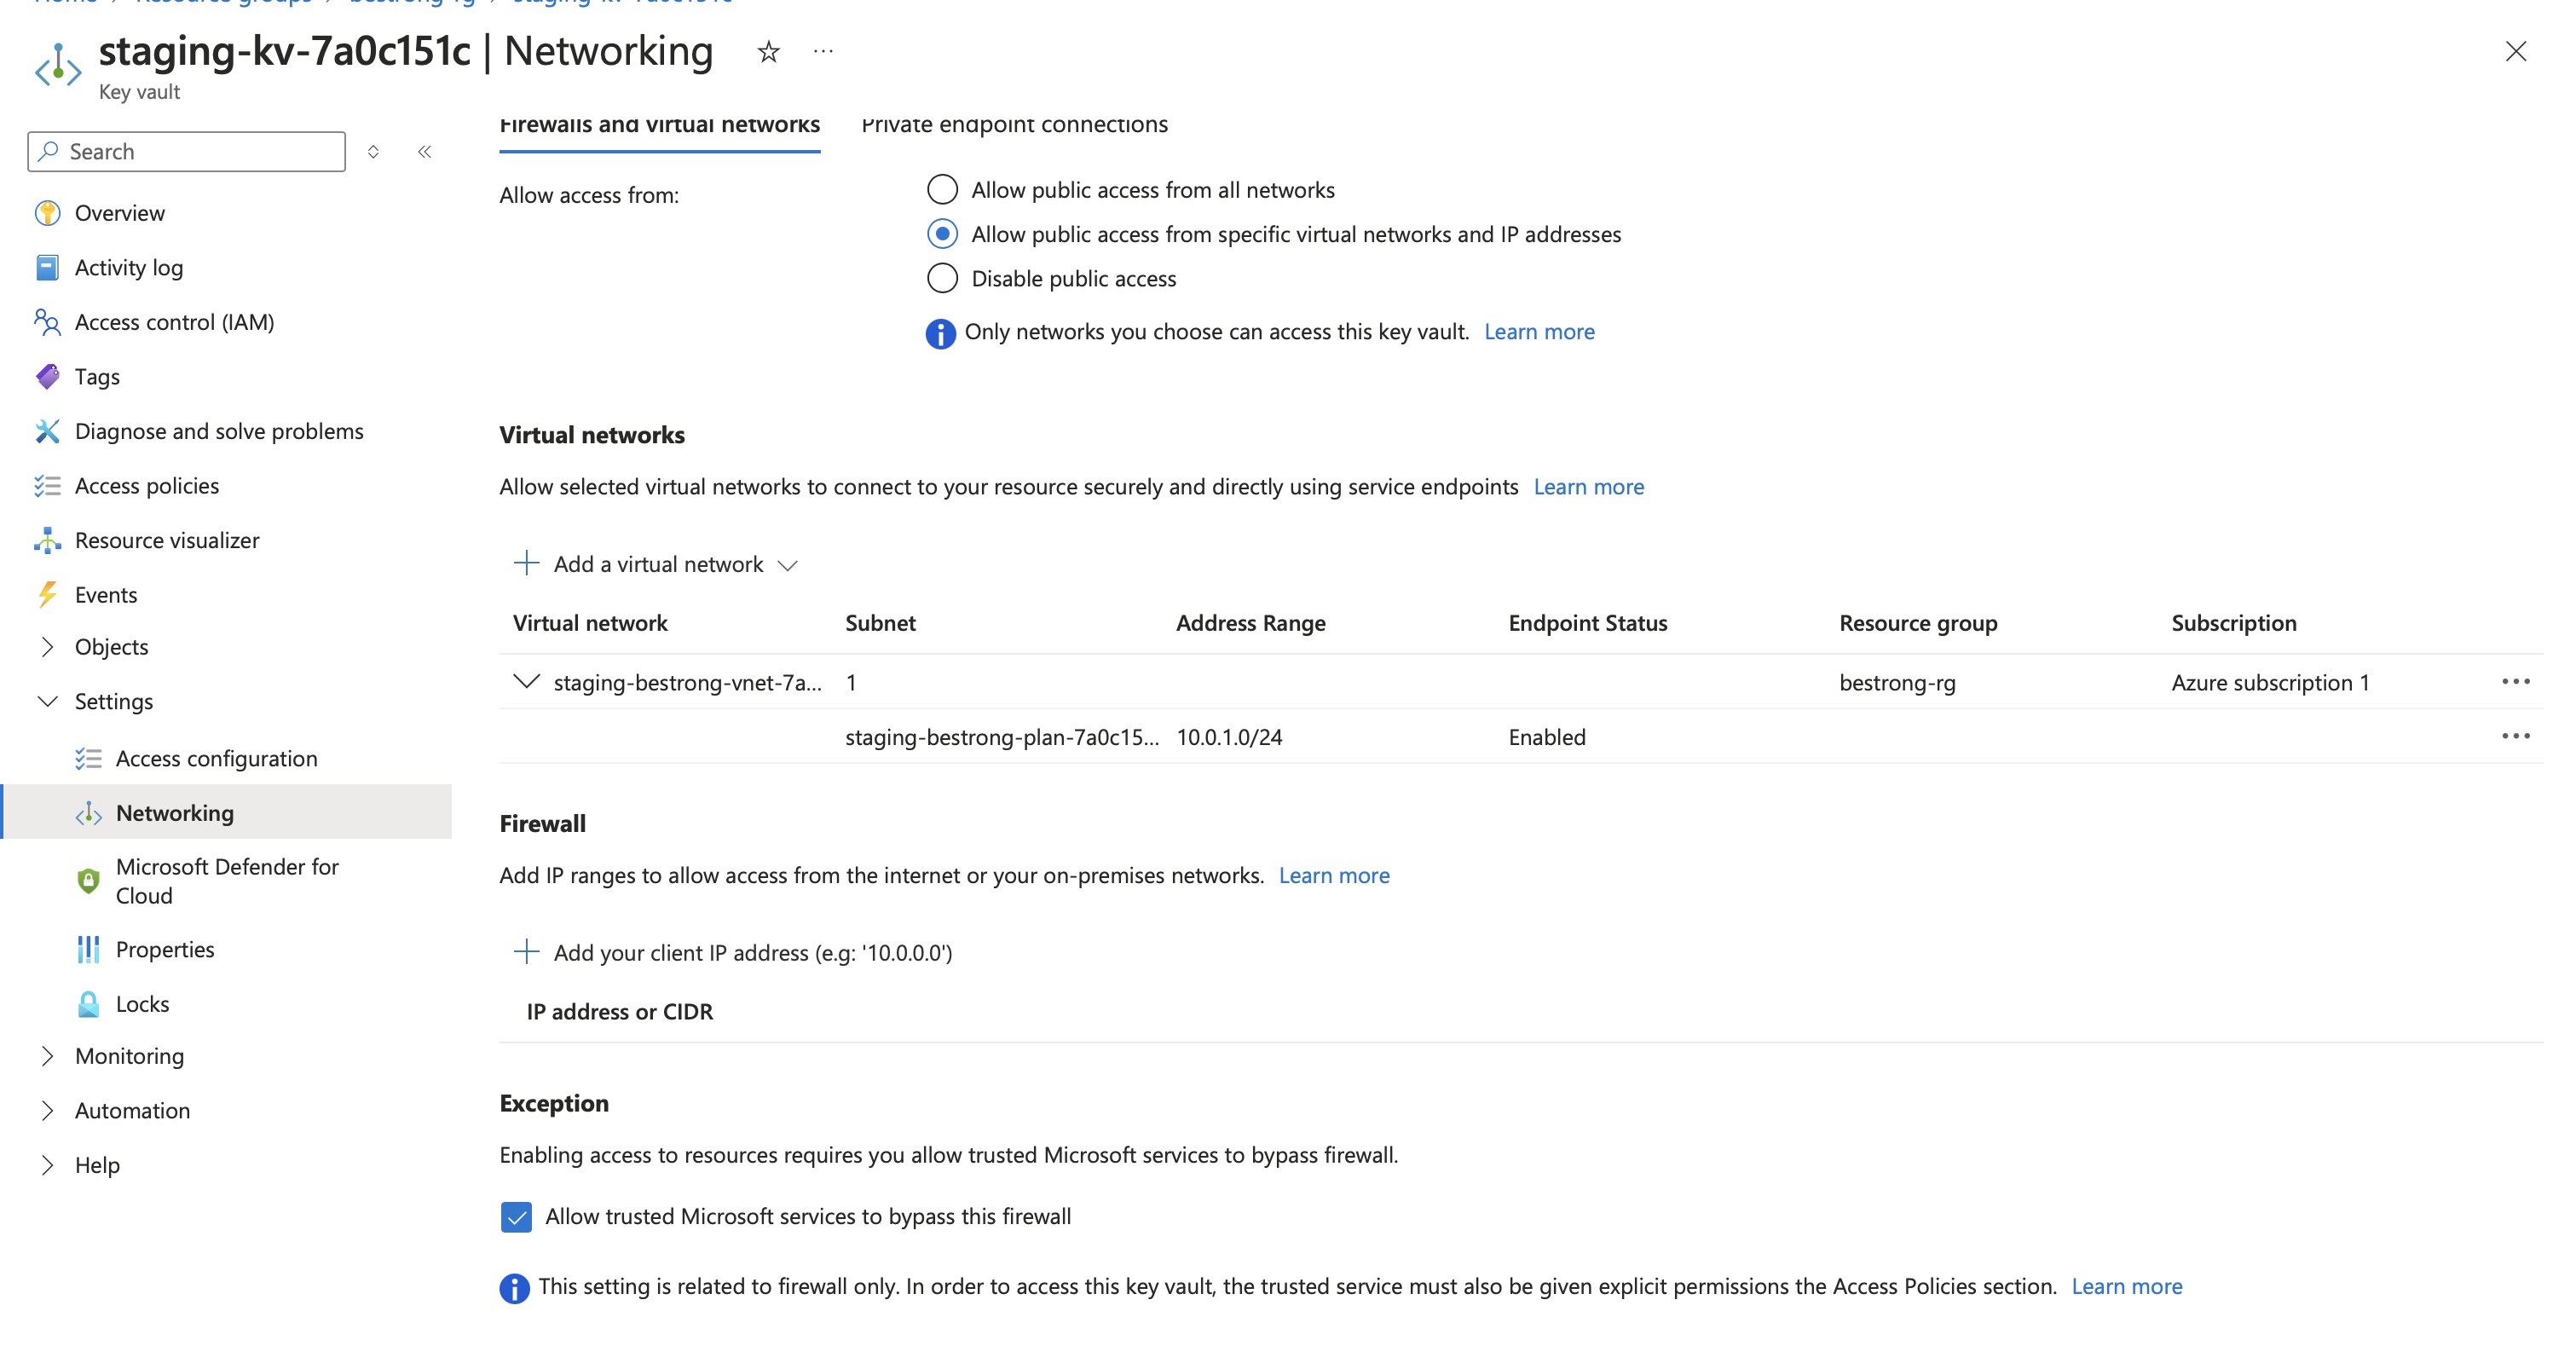 Home > Resource groups > bestrong-rg > staging-kv-7a0c151c
staging-kv-7a0c151c | Networking
Key vault
Search
Overview
Activity log
Access control (IAM)
Tags
Diagnose and solve problems
Access policies
Resource visualizer
Events
Objects
Settings
Access configuration
Networking
Microsoft Defender for
Cloud
Properties
Locks
Monitoring
Automation
Help
Firewalls and virtual networks Private endpoint connections
Allow access from:
Allow public access from all networks
Allow public access from specific virtual networks and IP addresses
Disable public access
Only networks you choose can access this key vault. Learn more
Virtual networks
Allow selected virtual networks to connect to your resource securely and directly using service endpoints Learn more
Add a virtual network
Virtual network Subnet Address Range Endpoint Status Resource group Subscription
staging-bestrong-vnet-7a... 1 bestrong-rg Azure subscription 1
staging-bestrong-plan-7a0c15... 10.0.1.0/24 Enabled
Firewall
Add IP ranges to allow access from the internet or your on-premises networks. Learn more
Add your client IP address (e.g: '10.0.0.0')
IP address or CIDR
Exception
Enabling access to resources requires you allow trusted Microsoft services to bypass firewall.
Allow trusted Microsoft services to bypass this firewall
This setting is related to firewall only. In order to access this key vault, the trusted service must also be given explicit permissions the Access Policies section. Learn more